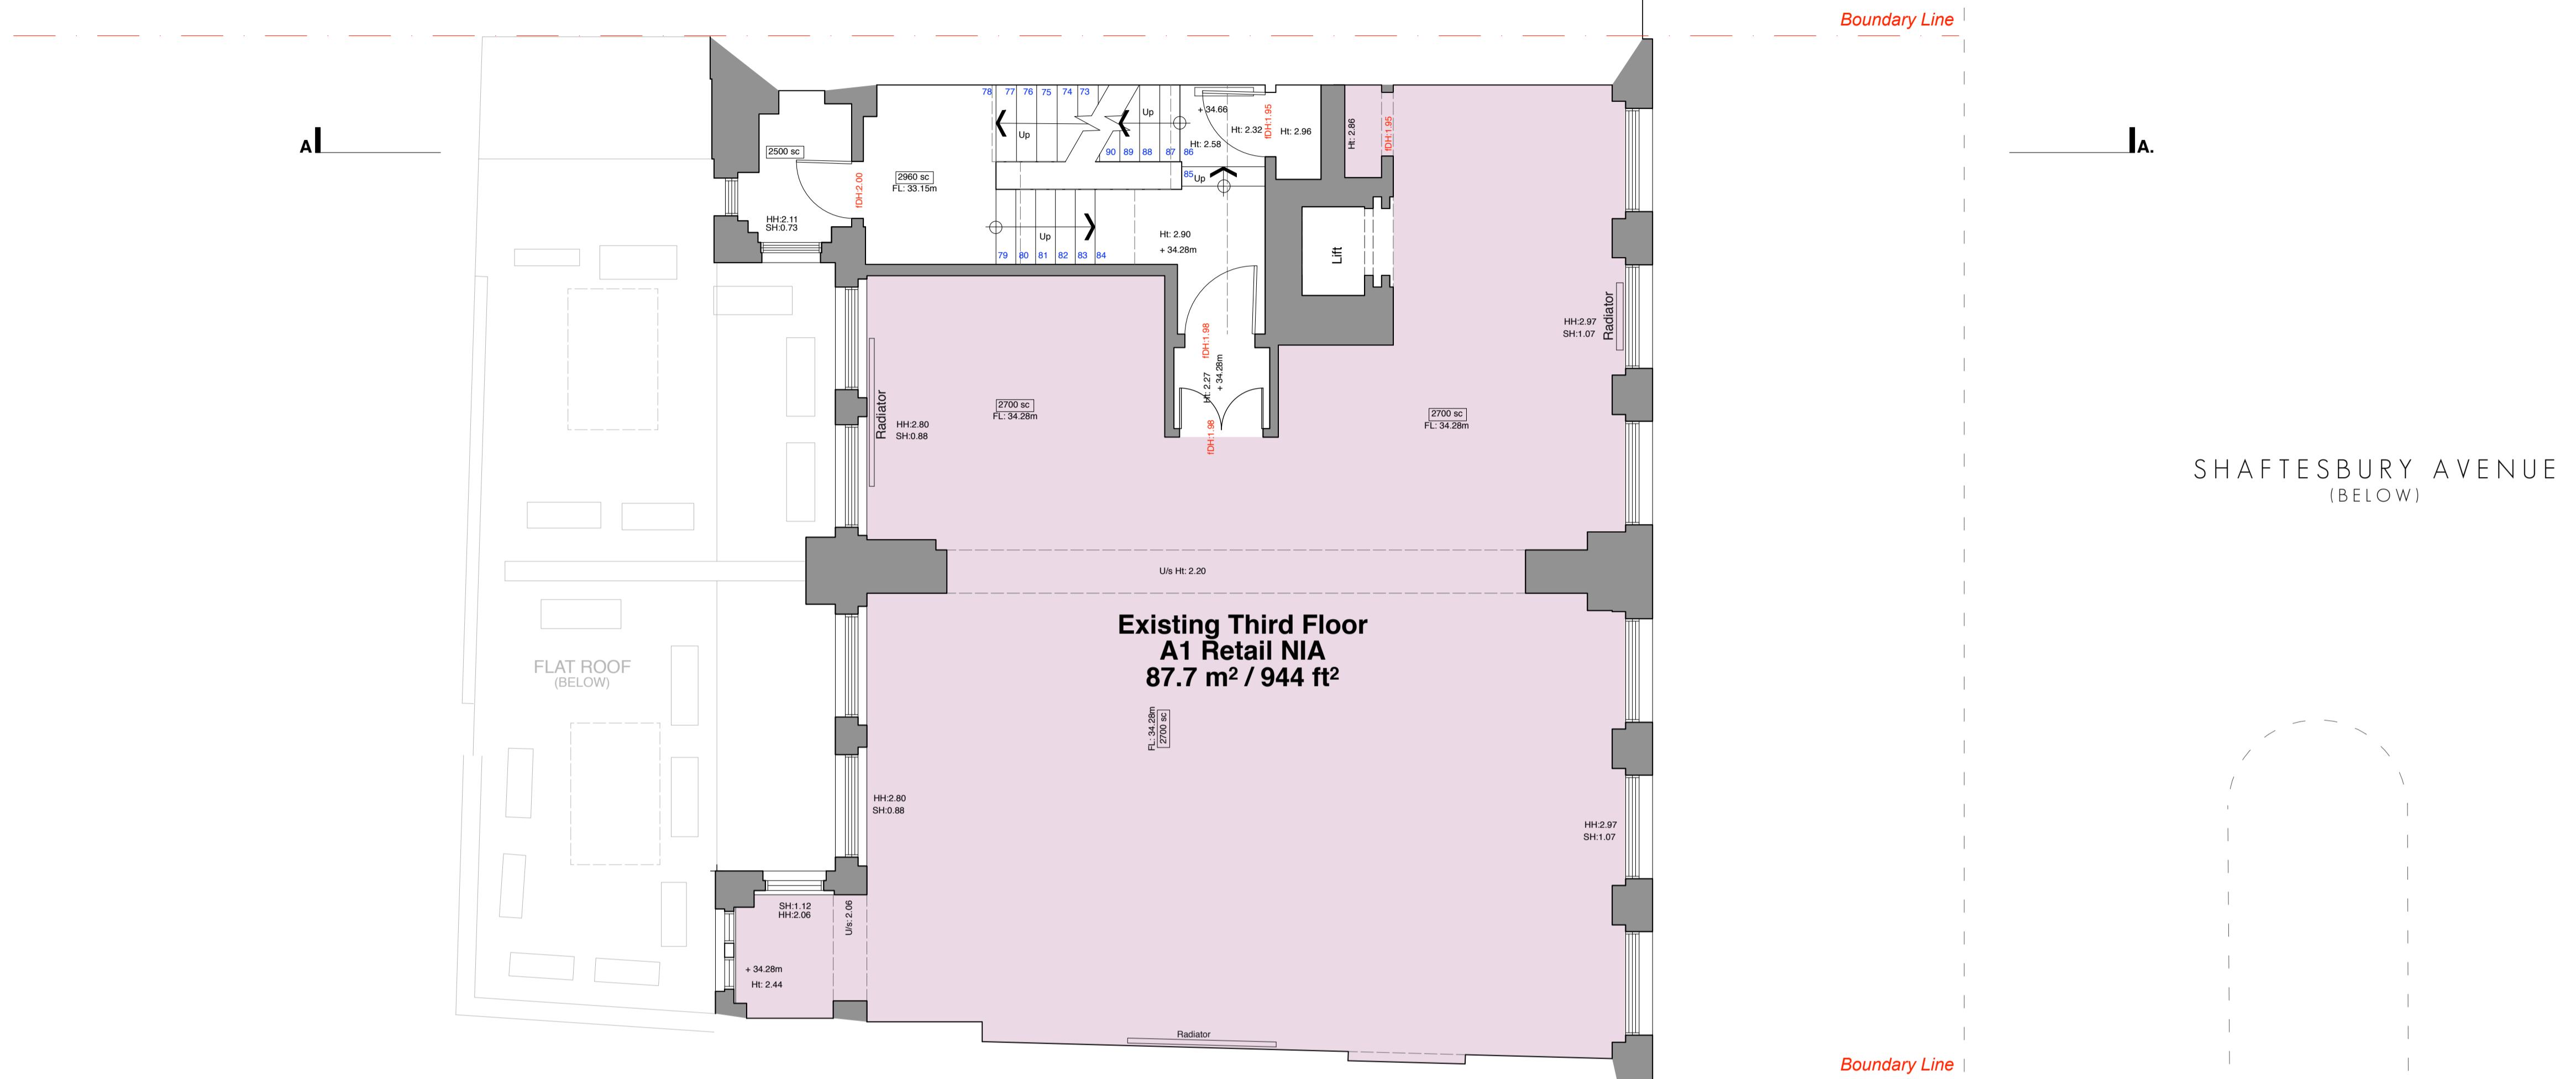 Boundary Line
A
A.
78 77 76 75 74 73
Up
Up
90 89 88 87 86
85
Up
+ 34.66
Ht: 2.32
Ht: 2.58
fDH:1.95
Ht: 2.96
Ht: 2.86
fDH:1.95
2500 sc
fDH:2.00
2960 sc
FL: 33.15m
HH:2.11
SH:0.73
Up
79 80 81 82 83 84
Ht: 2.90
+ 34.28m
Lift
fDH:1.98
Ht: 2.27
+ 34.28m
fDH:1.98
Radiator
HH:2.97
SH:1.07
Radiator
HH:2.80
SH:0.88
2700 sc
FL: 34.28m
2700 sc
FL: 34.28m
SHAFTESBURY AVENUE
(BELOW)
U/s Ht: 2.20
Existing Third Floor
A1 Retail NIA
87.7 m² / 944 ft²
FLAT ROOF
(BELOW)
FL: 34.28m
2700 sc
HH:2.80
SH:0.88
HH:2.97
SH:1.07
SH:1.12
HH:2.06
U/s: 2.06
+ 34.28m
Ht: 2.44
Radiator
Boundary Line